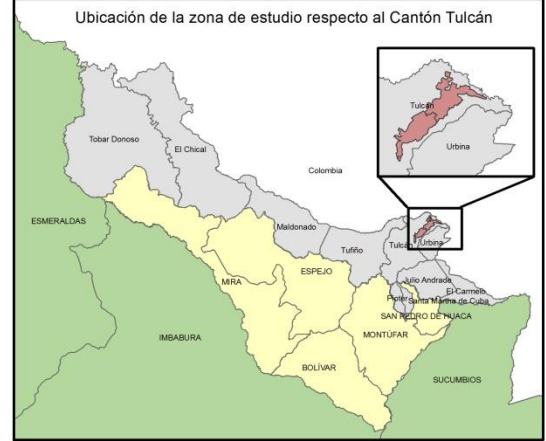 Ubicación de la zona de estudio respecto al Cantón Tulcán
Tulcán
Urbina
Tobar Donoso
El Chical
Colombia
ESMERALDAS
Maldonado
Tufiño
Tulcán
Urbina
MIRA
ESPEJO
Julio Andrade
El Carmelo
Pioter
Santa Martha de Cuba
SAN PEDRO DE HUACA
MONTÚFAR
IMBABURA
BOLÍVAR
SUCUMBIOS